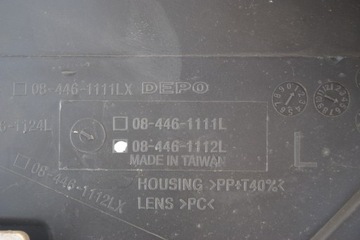 08-446-1111LX DEPO
08-446-1111L
-1124L
08-446-1112L
MADE IN TAIWAN
L
08-446-1112LX
HOUSING >PP+T40%<
LENS >PC<